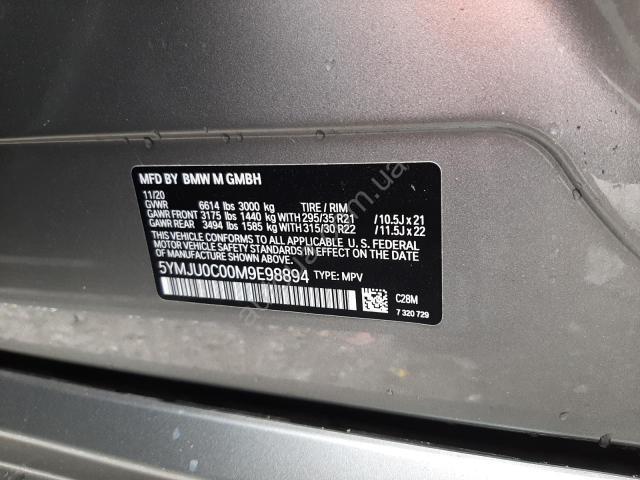 MFD BY BMW M GMBH
11/20
GVWR 6614 lbs 3000 kg TIRE / RIM
GAWR FRONT 3175 lbs 1440 kg WITH 295/35 R21 /10.5J x 21
GAWR REAR 3494 lbs 1585 kg WITH 315/30 R22 /11.5J x 22
THIS VEHICLE CONFORMS TO ALL APPLICABLE U.S. FEDERAL
MOTOR VEHICLE SAFETY STANDARDS IN EFFECT ON THE
DATE OF MANUFACTURE SHOWN ABOVE.
5YMJU0C00M9E98894 TYPE: MPV
C28M
7 320 729